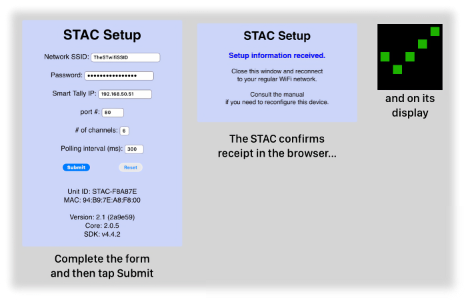 STAC Setup
Network SSID: TheSTwifiSSID
Password: ••••••••••••••••
Smart Tally IP: 192.168.50.51
port #: 60
# of channels: 6
Polling interval (ms): 300
Submit Reset
Unit ID: STAC-F8A87E
MAC: 94:B9:7E:A8:F8:00
Version: 2.1 (2a9e59)
Core: 2.0.5
SDK: v4.4.2
Complete the form
and then tap Submit
STAC Setup
Setup information received.
Close this window and reconnect
to your regular WiFi network.
Consult the manual
if you need to reconfigure this device.
The STAC confirms
receipt in the browser...
and on its
display